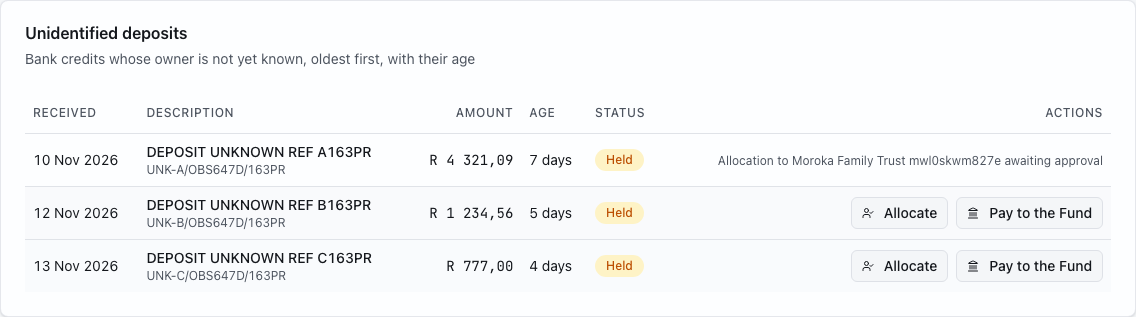 Unidentified deposits
Bank credits whose owner is not yet known, oldest first, with their age
RECEIVED DESCRIPTION AMOUNT AGE STATUS ACTIONS
10 Nov 2026 DEPOSIT UNKNOWN REF A163PR R 4 321,09 7 days Held Allocation to Moroka Family Trust mwl0skwm827e awaiting approval
UNK-A/OBS647D/163PR
12 Nov 2026 DEPOSIT UNKNOWN REF B163PR R 1 234,56 5 days Held Allocate Pay to the Fund
UNK-B/OBS647D/163PR
13 Nov 2026 DEPOSIT UNKNOWN REF C163PR R 777,00 4 days Held Allocate Pay to the Fund
UNK-C/OBS647D/163PR